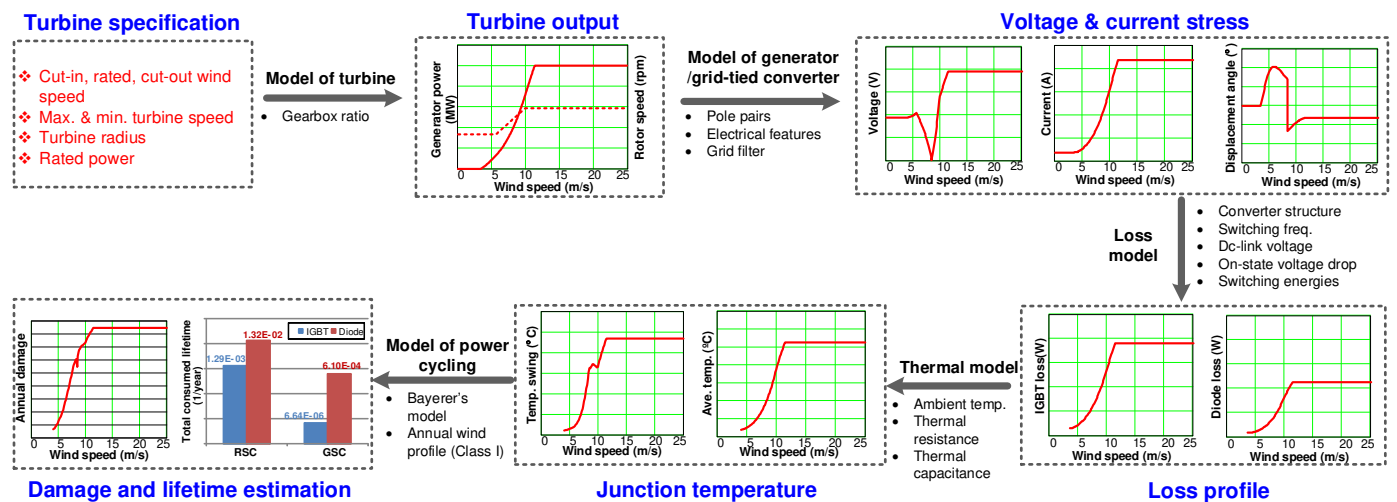 Turbine specification
❖ Cut-in, rated, cut-out wind
speed
❖ Max. & min. turbine speed
❖ Turbine radius
❖ Rated power
Model of turbine
• Gearbox ratio
Turbine output
Generator power
(MW)
Rotor speed (rpm)
0 5 10 15 20 25
Wind speed (m/s)
Model of generator
/grid-tied converter
• Pole pairs
• Electrical features
• Grid filter
Voltage & current stress
Voltage (V)
0 5 10 15 20 25
Wind speed (m/s)
Current (A)
0 5 10 15 20 25
Wind speed (m/s)
Displacement angle (°)
0 5 10 15 20 25
Wind speed (m/s)
Loss
model
• Converter structure
• Switching freq.
• Dc-link voltage
• On-state voltage drop
• Switching energies
IGBT loss(W)
0 5 10 15 20 25
Wind speed (m/s)
Diode loss (W)
0 5 10 15 20 25
Wind speed (m/s)
Loss profile
Thermal model
• Ambient temp.
• Thermal
resistance
• Thermal
capacitance
Temp. swing (°C)
0 5 10 15 20 25
Wind speed (m/s)
Ave. temp. (ºC)
0 5 10 15 20 25
Wind speed (m/s)
Junction temperature
Model of power
cycling
• Bayerer's
model
• Annual wind
profile (Class I)
Annual damage
0 5 10 15 20 25
Wind speed (m/s)
Total consumed lifetime
(1/year)
IGBT Diode
1.32E-02
1.29E-03
6.10E-04
6.64E-06
RSC GSC
Damage and lifetime estimation